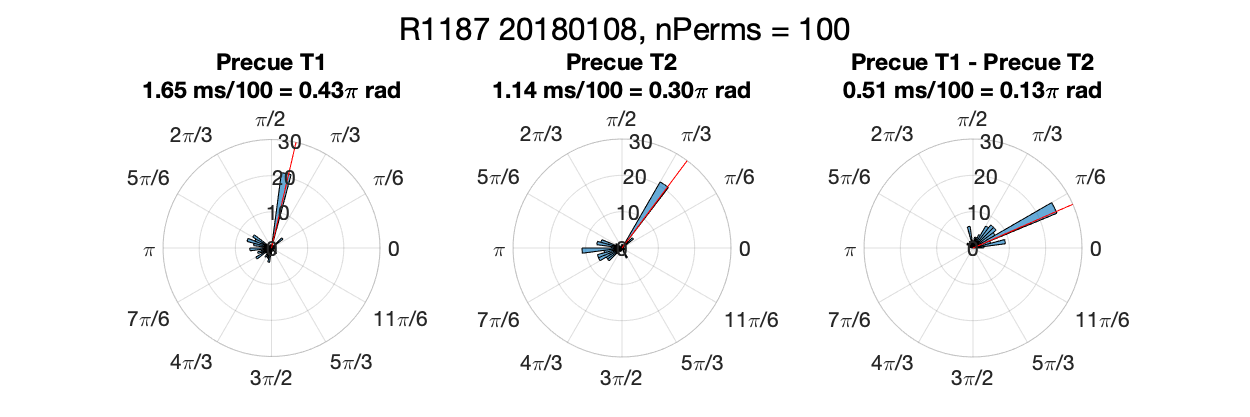 R1187 20180108, nPerms = 100
Precue T1
1.65 ms/100 = 0.43π rad
π/2
2π/3
30
π/3
5π/6
20
π/6
10
π
0
0
7π/6
11π/6
4π/3
5π/3
3π/2
Precue T2
1.14 ms/100 = 0.30π rad
π/2
2π/3
30
π/3
5π/6
20
π/6
10
π
0
0
7π/6
11π/6
4π/3
5π/3
3π/2
Precue T1 - Precue T2
0.51 ms/100 = 0.13π rad
π/2
2π/3
30
π/3
5π/6
20
π/6
10
π
0
0
7π/6
11π/6
4π/3
5π/3
3π/2